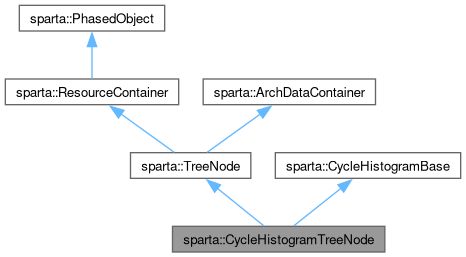 sparta::PhasedObject
sparta::ResourceContainer
sparta::ArchDataContainer
sparta::TreeNode
sparta::CycleHistogramBase
sparta::CycleHistogramTreeNode